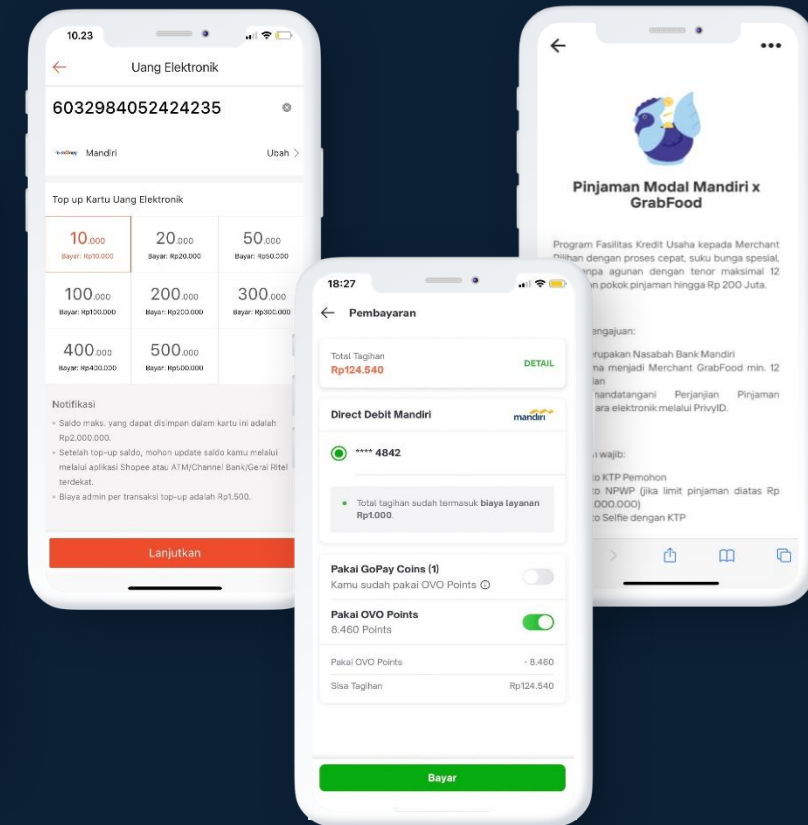 10.23
Uang Elektronik
6032984052424235
Mandiri
Ubah >
Top up Kartu Uang Elektronik
10.000
Bayar: Rp10.000
20.000
Bayar: Rp20.000
50.000
Bayar: Rp50.000
100.000
Bayar: Rp100.000
200.000
Bayar: Rp200.000
300.000
Bayar: Rp300.000
400.000
Bayar: Rp400.000
500.000
Bayar: Rp500.000
Notifikasi
• Saldo maks. yang dapat disimpan dalam kartu ini adalah
Rp2.000.000.
• Setelah top-up saldo, mohon update saldo kamu melalui
melalui aplikasi Shopee atau ATM/Channel Bank/Gerai Ritel
terdekat.
• Biaya admin per transaksi top-up adalah Rp1.500.
Lanjutkan
18:27
Pembayaran
Total Tagihan
Rp124.540
DETAIL
Direct Debit Mandiri
mandiri
**** 4842
• Total tagihan sudah termasuk biaya layanan
Rp1.000.
Pakai GoPay Coins (1)
Kamu sudah pakai OVO Points
Pakai OVO Points
8.460 Points
Pakai OVO Points
- 8.460
Sisa Tagihan
Rp124.540
Bayar
Pinjaman Modal Mandiri x
GrabFood
Program Fasilitas Kredit Usaha kepada Merchant
Pilihan dengan proses cepat, suku bunga spesial,
agunan dengan tenor maksimal 12
pokok pinjaman hingga Rp 200 Juta.
Nasabah Bank Mandiri
menjadi Merchant GrabFood min. 12
Perjanjian Pinjaman
elektronik melalui PrivyID.
wajib:
KTP Pemohon
NPWP (jika limit pinjaman diatas Rp
.000.000)
Selfie dengan KTP